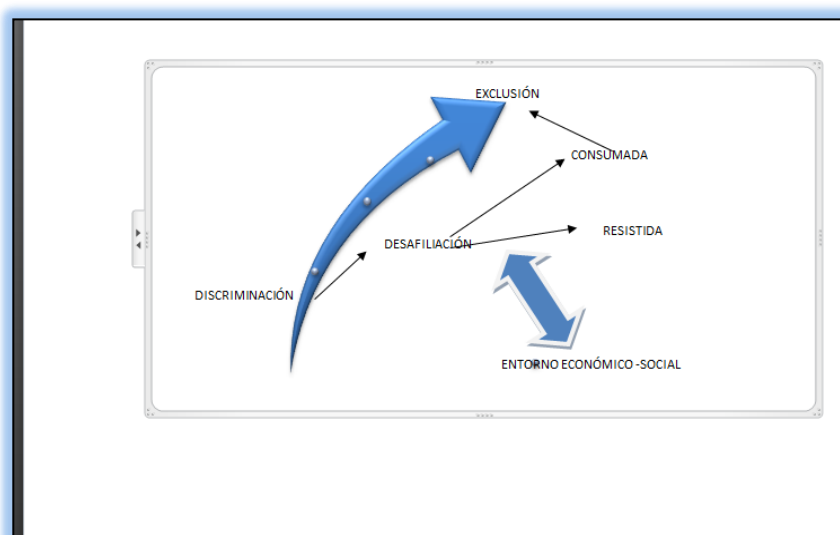 EXCLUSIÓN
CONSUMADA
RESISTIDA
DESAFILIACIÓN
DISCRIMINACIÓN
ENTORNO ECONÓMICO -SOCIAL